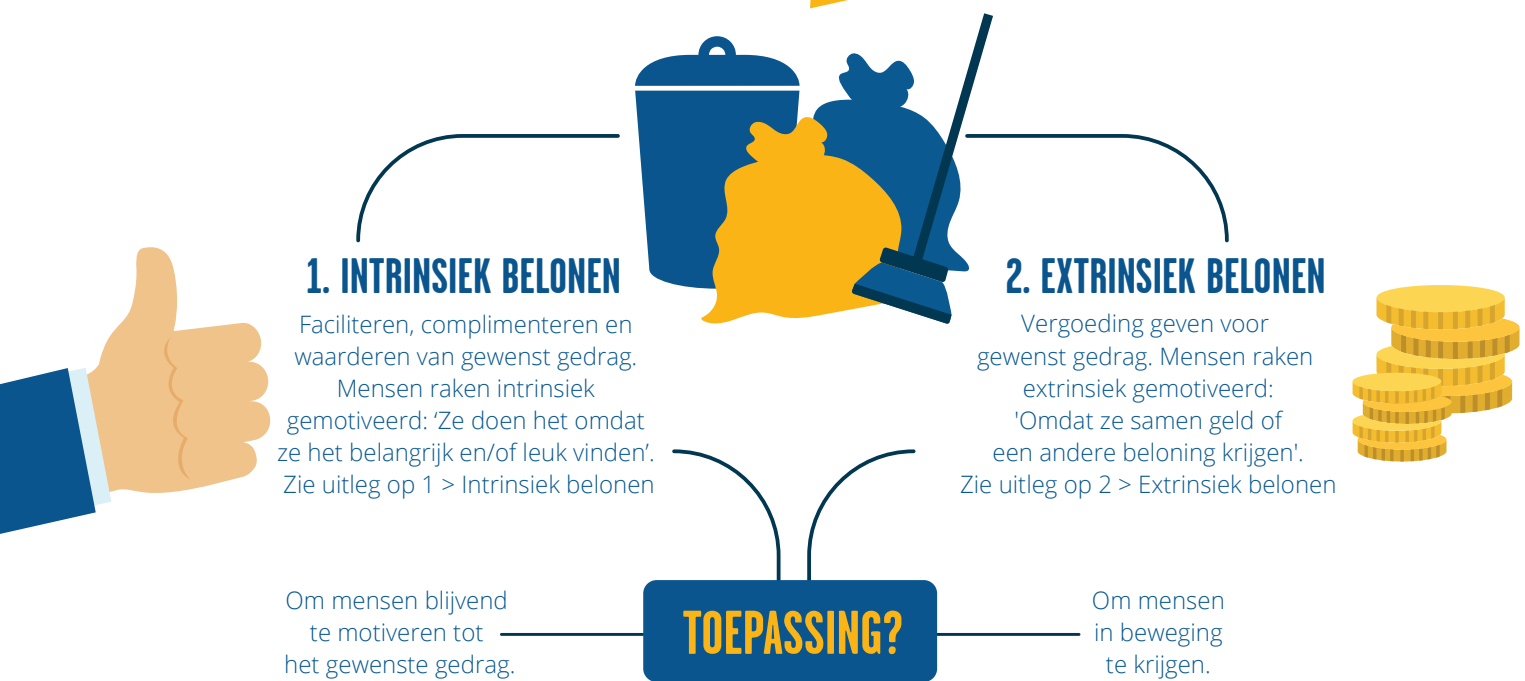 1. INTRINSIEK BELONEN
Faciliteren, complimenteren en
waarderen van gewenst gedrag.
Mensen raken intrinsiek
gemotiveerd: ‘Ze doen het omdat
ze het belangrijk en/of leuk vinden’.
Zie uitleg op 1 > Intrinsiek belonen
2. EXTRINSIEK BELONEN
Vergoeding geven voor
gewenst gedrag. Mensen raken
extrinsiek gemotiveerd:
'Omdat ze samen geld of
een andere beloning krijgen'.
Zie uitleg op 2 > Extrinsiek belonen
Om mensen blijvend
te motiveren tot
het gewenste gedrag.
TOEPASSING?
Om mensen
in beweging
te krijgen.